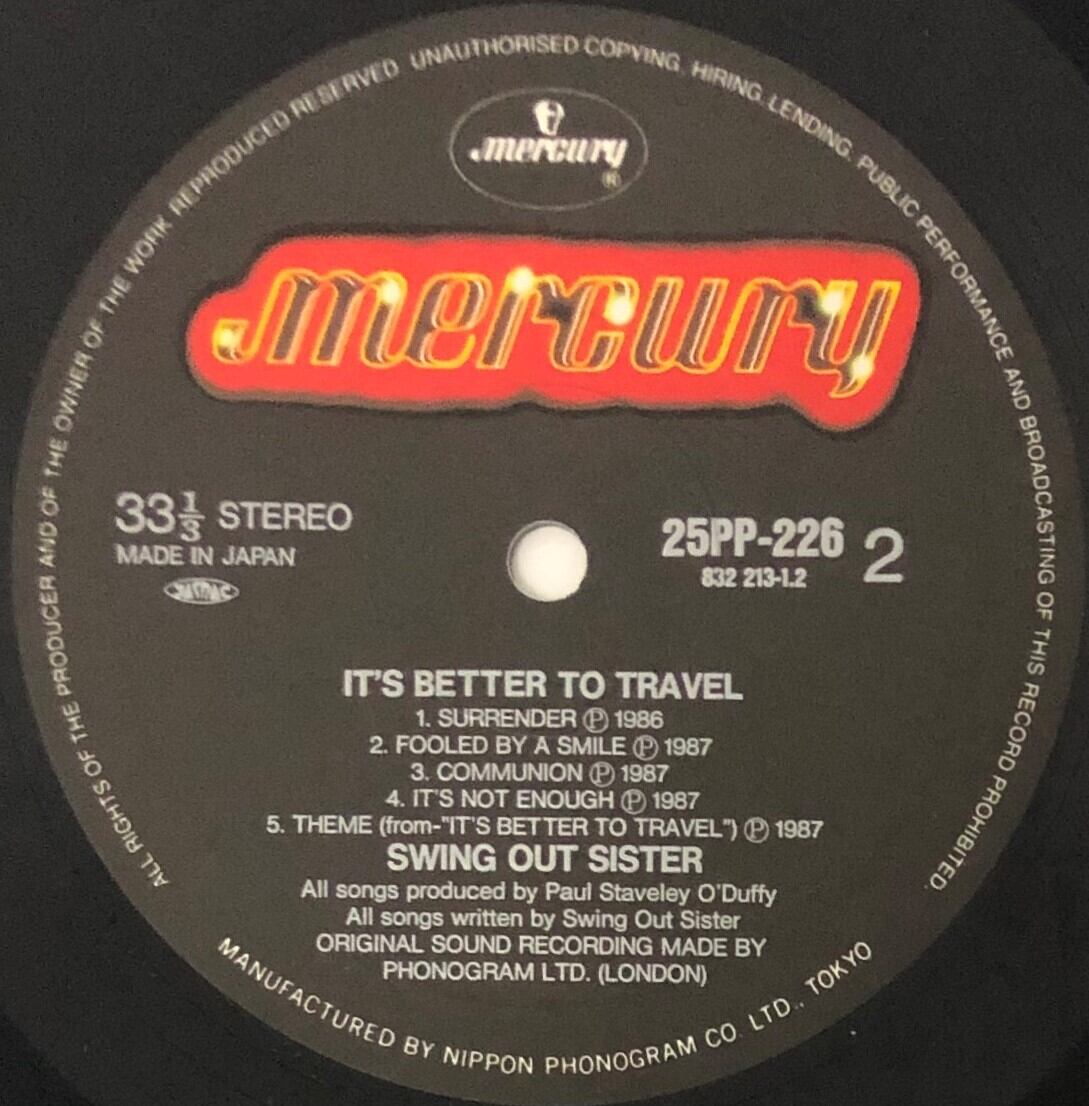 ALL RIGHTS OF THE PRODUCER AND OF THE OWNER OF THE WORK REPRODUCED RESERVED UNAUTHORISED COPYING, HIRING, LENDING, PUBLIC PERFORMANCE AND BROADCASTING OF THIS RECORD PROHIBITED.
mercury
®
mercury
33 1/3 STEREO
MADE IN JAPAN
JASRAC
25PP-226
832 213-1.2
2
IT'S BETTER TO TRAVEL
1. SURRENDER Ⓟ 1986
2. FOOLED BY A SMILE Ⓟ 1987
3. COMMUNION Ⓟ 1987
4. IT'S NOT ENOUGH Ⓟ 1987
5. THEME (from-"IT'S BETTER TO TRAVEL") Ⓟ 1987
SWING OUT SISTER
All songs produced by Paul Staveley O'Duffy
All songs written by Swing Out Sister
ORIGINAL SOUND RECORDING MADE BY
PHONOGRAM LTD. (LONDON)
MANUFACTURED BY NIPPON PHONOGRAM CO. LTD., TOKYO